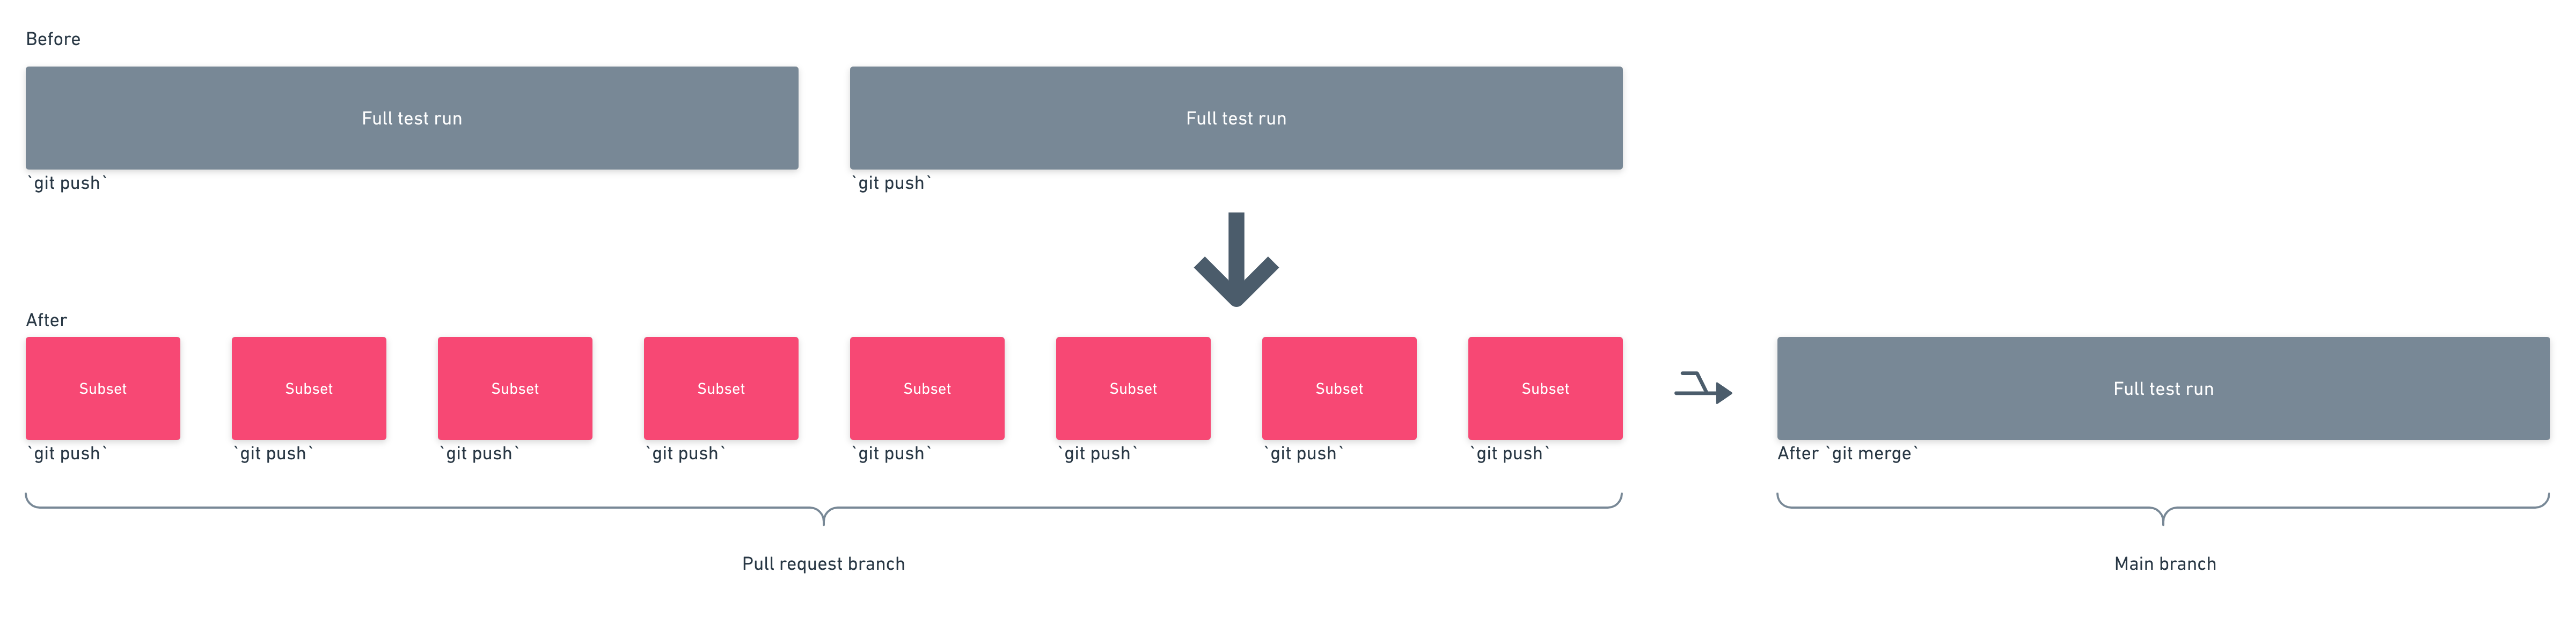 Before
Full test run
Full test run
`git push`
`git push`
After
Subset
Subset
Subset
Subset
Subset
Subset
Subset
Subset
Full test run
`git push`
`git push`
`git push`
`git push`
`git push`
`git push`
`git push`
`git push`
After `git merge`
Pull request branch
Main branch